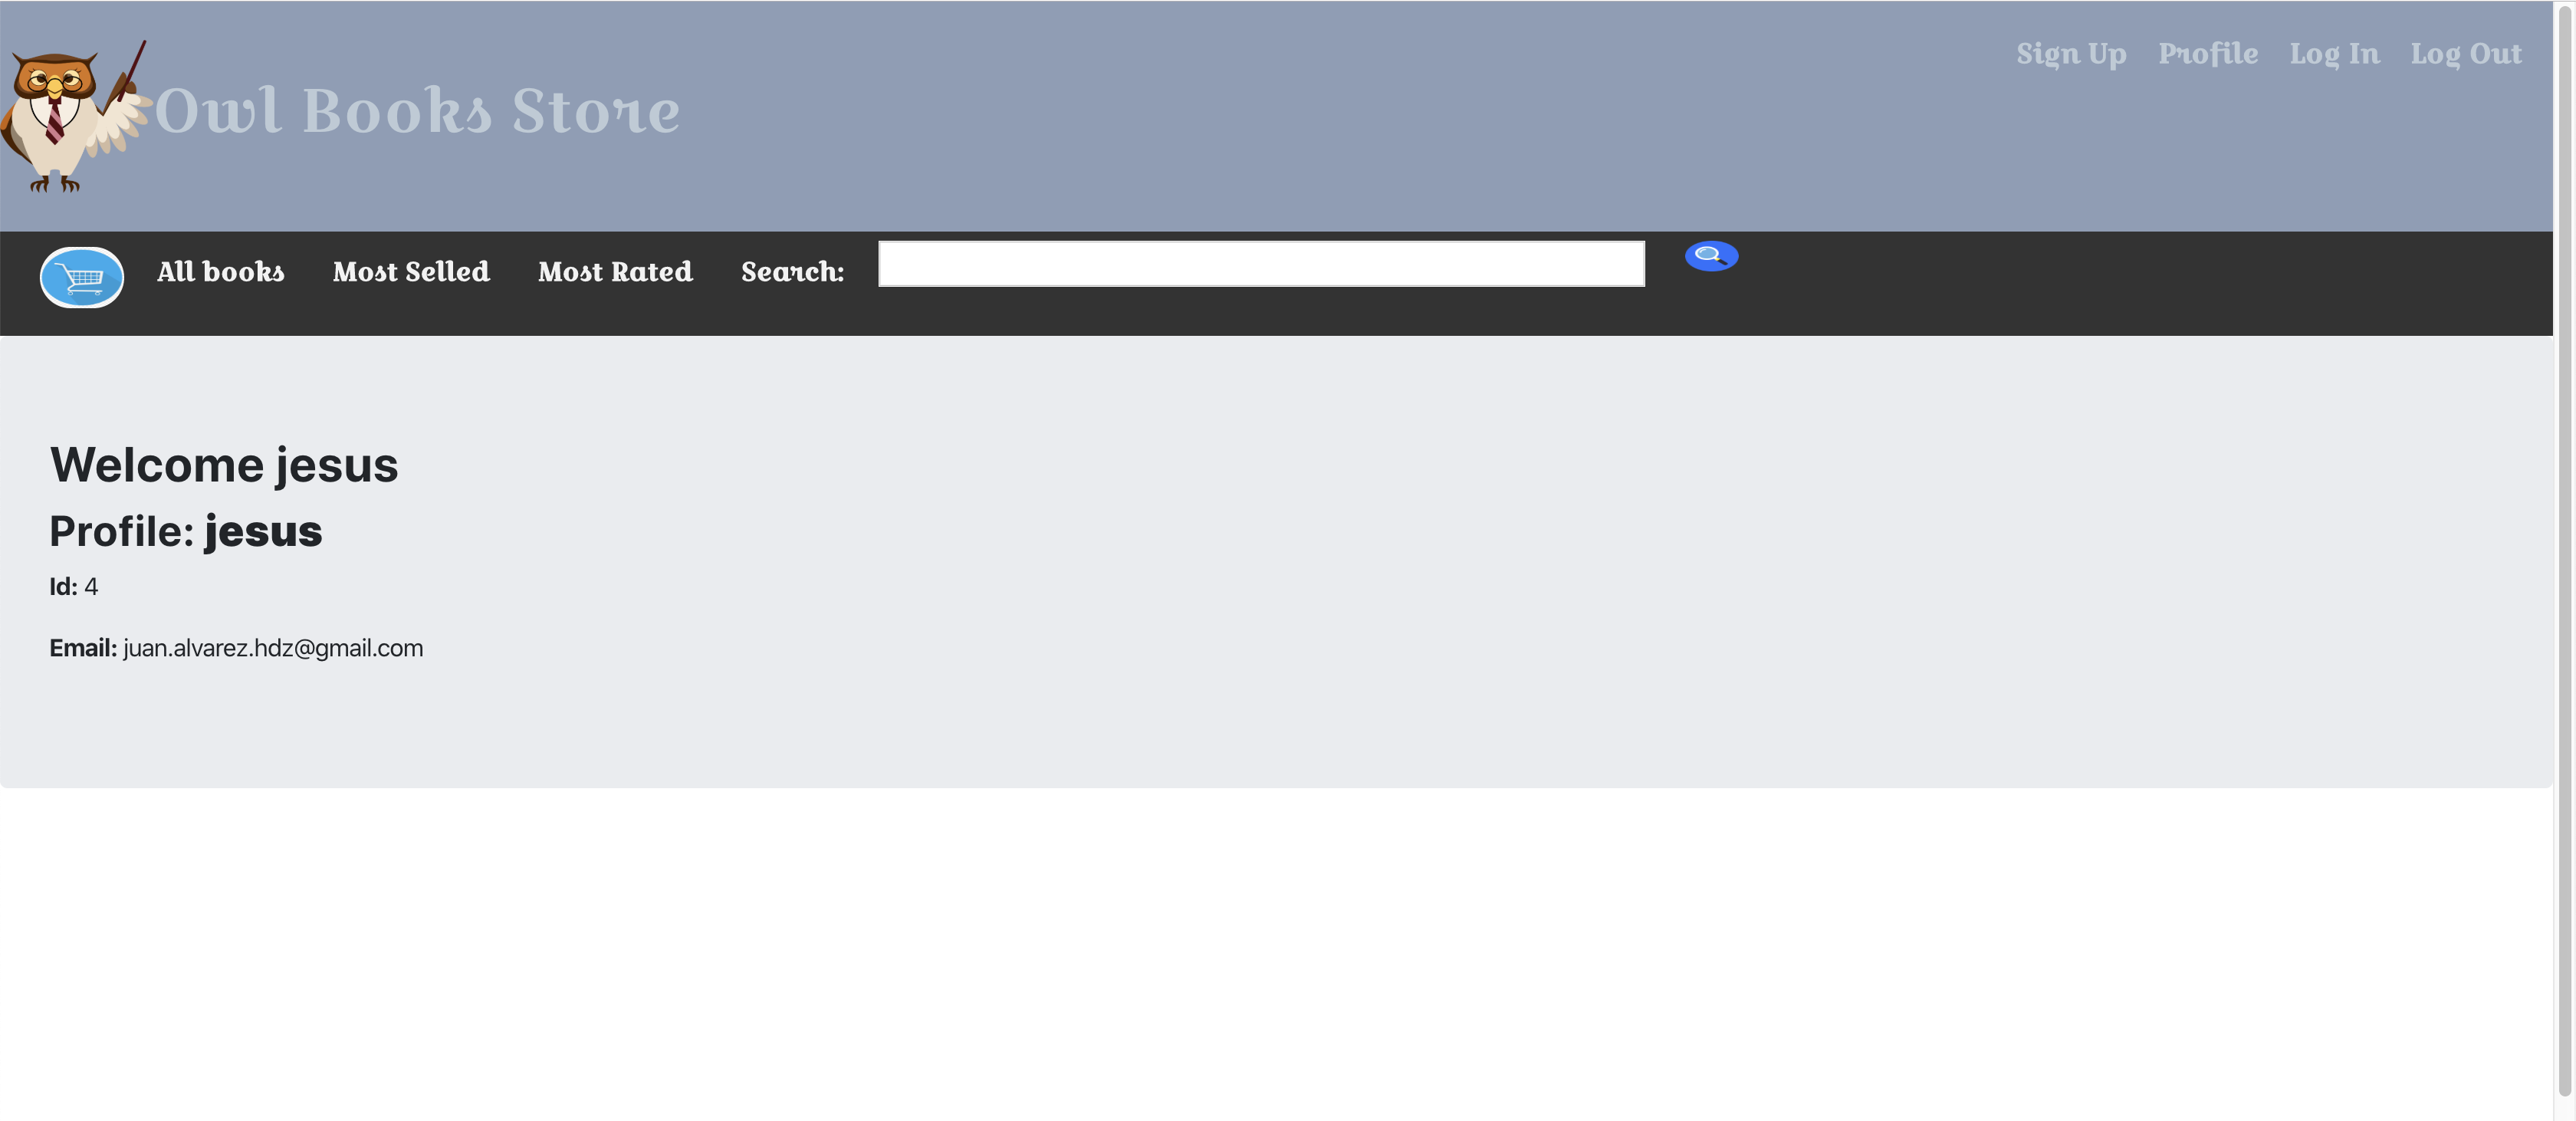 Sign Up Profile Log In Log Out
Owl Books Store
All books Most Selled Most Rated Search:
Welcome jesus
Profile: jesus
Id: 4
Email: juan.alvarez.hdz@gmail.com